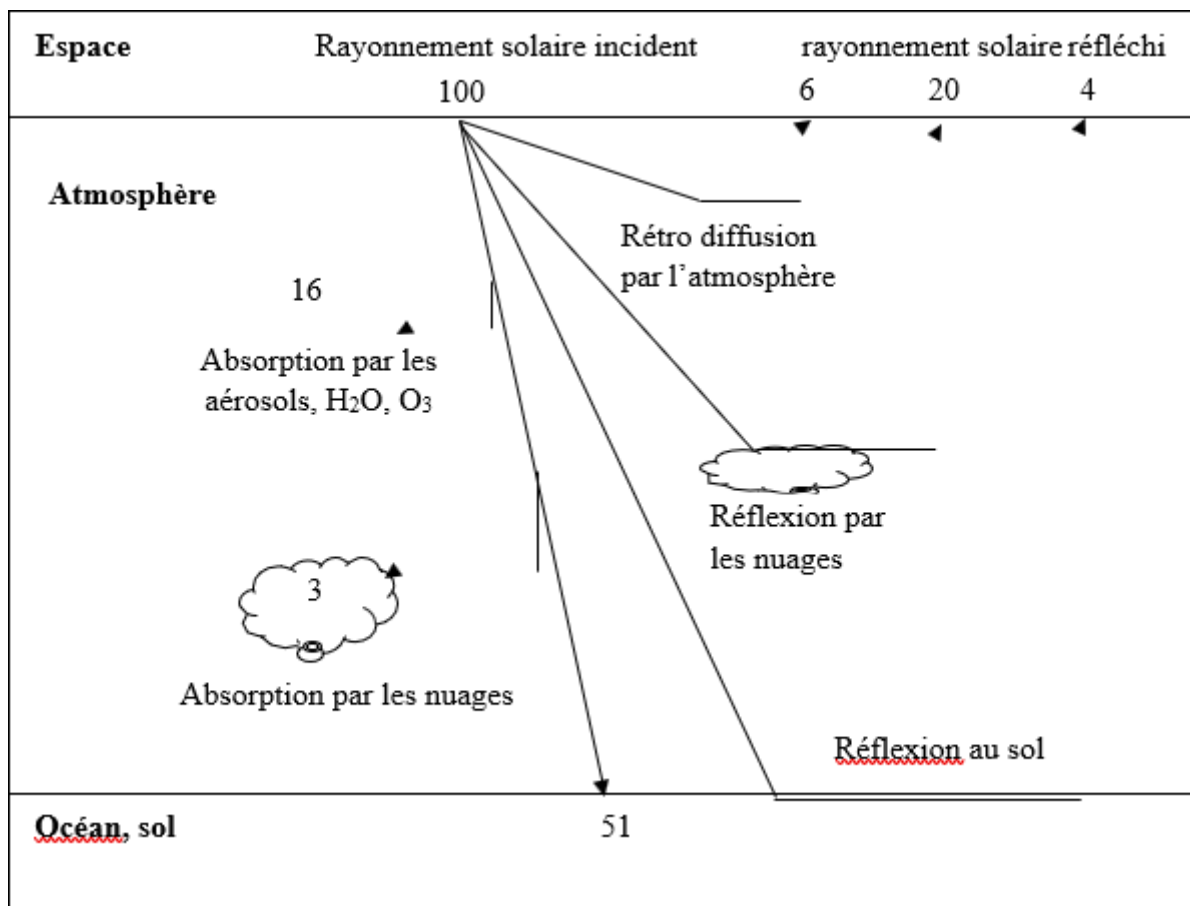 Espace
Rayonnement solaire incident
rayonnement solaire réfléchi
100
6
20
4
Atmosphère
Rétro diffusion
par l’atmosphère
16
Absorption par les
aérosols, H₂O, O₃
Réflexion par
les nuages
3
Absorption par les nuages
Réflexion au sol
Océan, sol
51